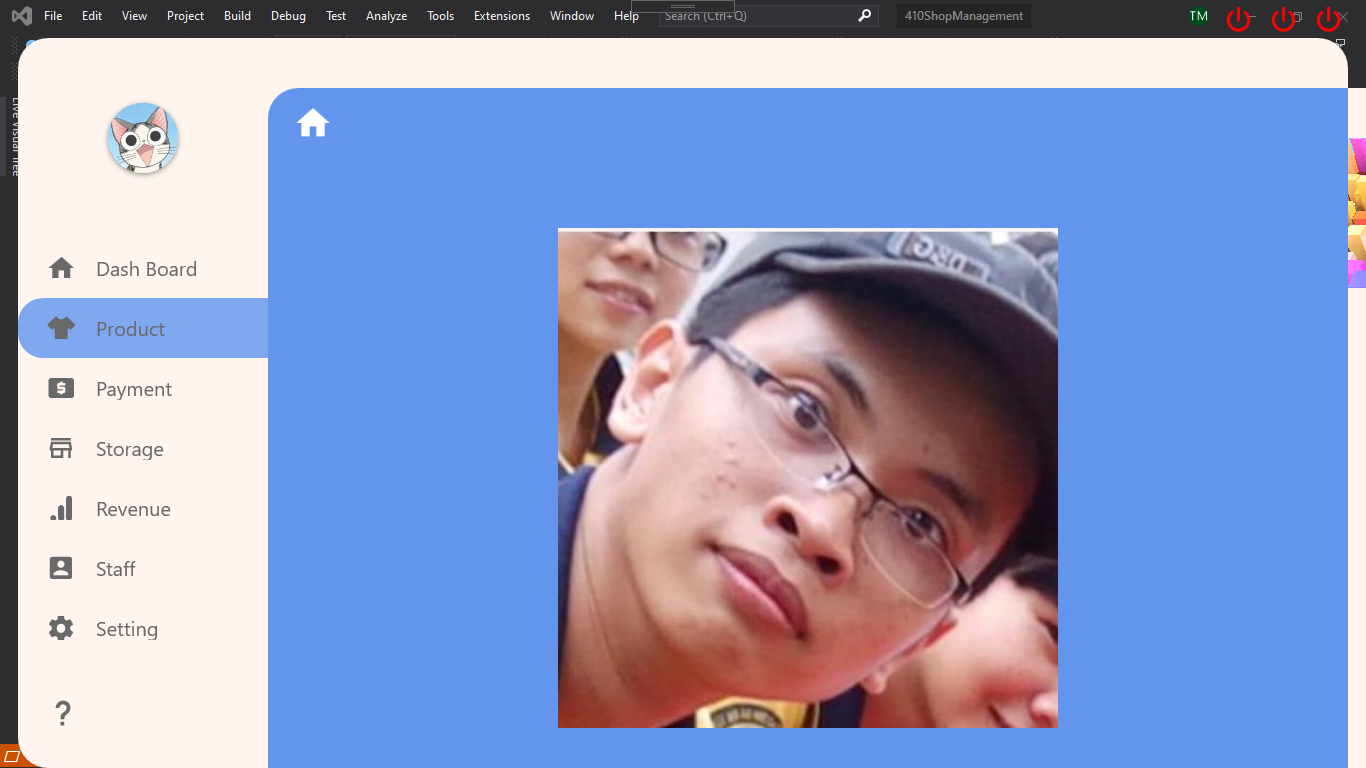 File Edit View Project Build Debug Test Analyze Tools Extensions Window Help Search (Ctrl+Q) 410ShopManagement TM
Live Visual Tree
Dash Board
Product
Payment
Storage
Revenue
Staff
Setting
?